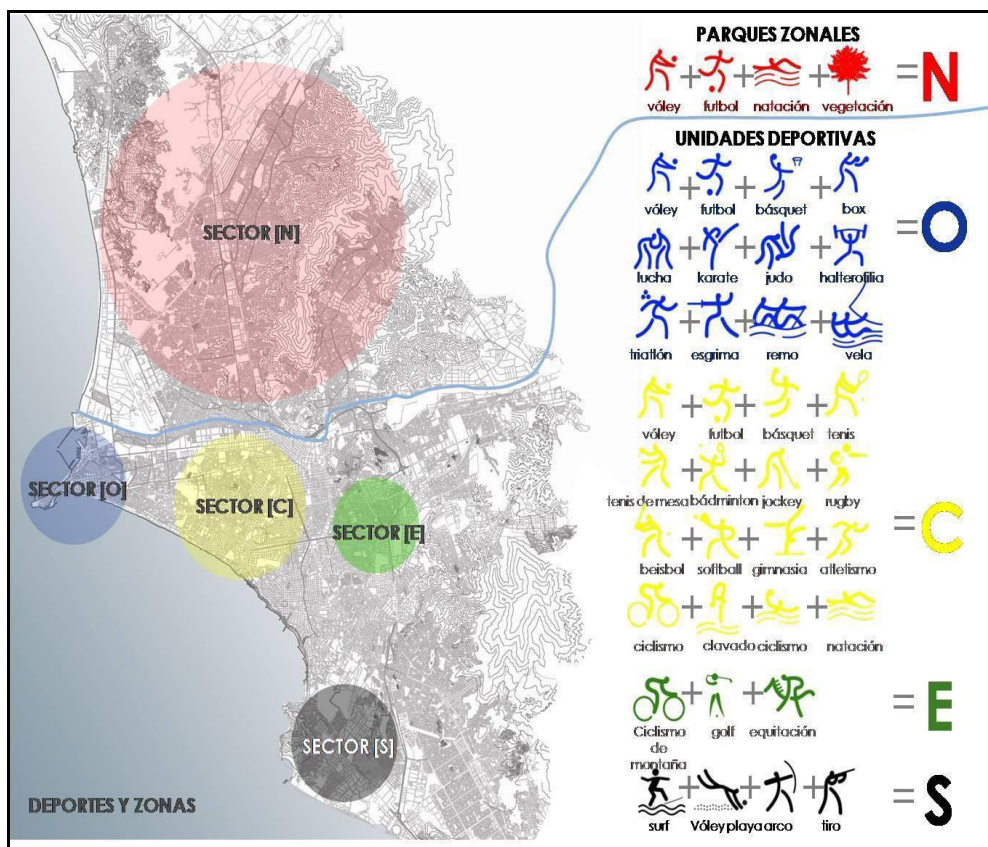 PARQUES ZONALES
vóley futbol natación vegetación = N
UNIDADES DEPORTIVAS
vóley futbol básquet box
= O
lucha karate judo halterofilia
triatlón esgrima remo vela
vóley futbol básquet tenis
tenis de mesa bádminton jockey rugby
= C
beisbol softball gimnasia atletismo
ciclismo clavado ciclismo natación
= E
Ciclismo de montaña golf equitación
= S
surf Vóley playa arco tiro
SECTOR [N]
SECTOR [O]
SECTOR [C]
SECTOR [E]
SECTOR [S]
DEPORTES Y ZONAS